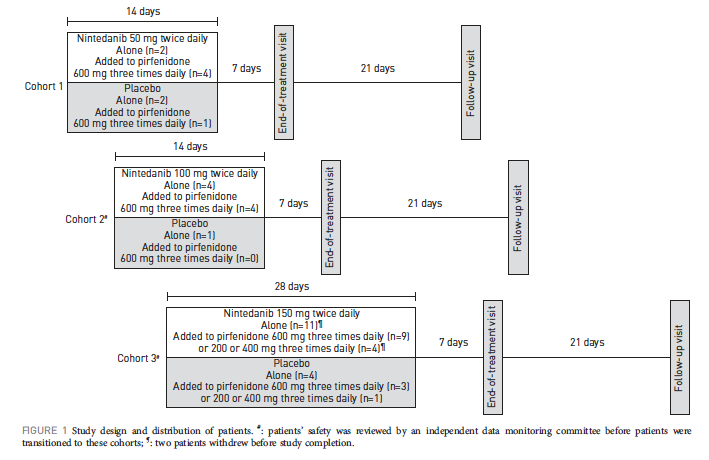 14 days
Nintedanib 50 mg twice daily
Alone (n=2)
Added to pirfenidone
600 mg three times daily (n=4)
Cohort 1
Placebo
Alone (n=2)
Added to pirfenidone
600 mg three times daily (n=1)
7 days
End-of-treatment visit
21 days
Follow-up visit
14 days
Nintedanib 100 mg twice daily
Alone (n=4)
Added to pirfenidone
600 mg three times daily (n=4)
Cohort 2#
Placebo
Alone (n=1)
Added to pirfenidone
600 mg three times daily (n=0)
7 days
End-of-treatment visit
21 days
Follow-up visit
28 days
Nintedanib 150 mg twice daily
Alone (n=11)¶
Added to pirfenidone 600 mg three times daily (n=9)
or 200 or 400 mg three times daily (n=4)¶
Cohort 3#
Placebo
Alone (n=4)
Added to pirfenidone 600 mg three times daily (n=3)
or 200 or 400 mg three times daily (n=1)
7 days
End-of-treatment visit
21 days
Follow-up visit
FIGURE 1 Study design and distribution of patients. #: patients' safety was reviewed by an independent data monitoring committee before patients were
transitioned to these cohorts; ¶: two patients withdrew before study completion.